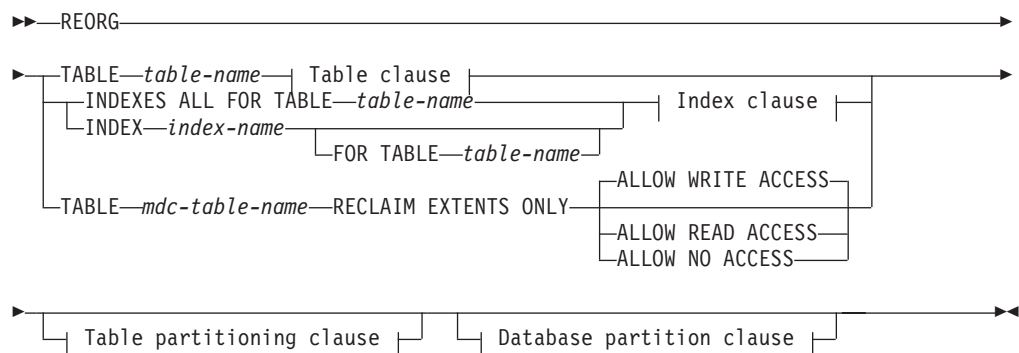 REORG
TABLE table-name Table clause
INDEXES ALL FOR TABLE table-name Index clause
INDEX index-name
FOR TABLE table-name
ALLOW WRITE ACCESS
TABLE mdc-table-name RECLAIM EXTENTS ONLY
ALLOW READ ACCESS
ALLOW NO ACCESS
Table partitioning clause Database partition clause